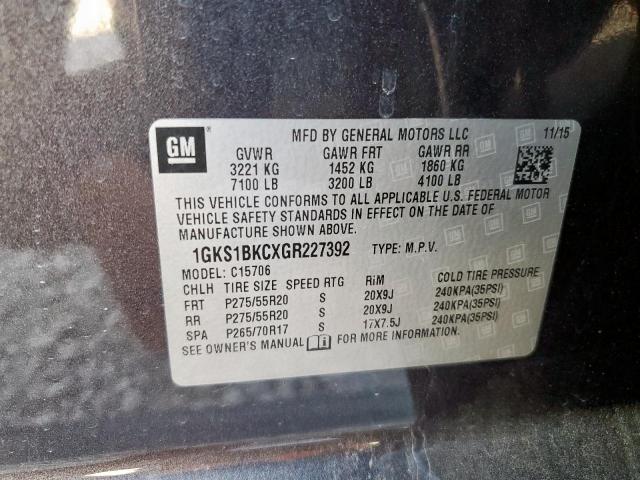 GM MFD BY GENERAL MOTORS LLC 11/15
GVWR GAWR FRT GAWR RR
3221 KG 1452 KG 1860 KG
7100 LB 3200 LB 4100 LB
THIS VEHICLE CONFORMS TO ALL APPLICABLE U.S. FEDERAL MOTOR
VEHICLE SAFETY STANDARDS IN EFFECT ON THE DATE OF
MANUFACTURE SHOWN ABOVE.
1GKS1BKCXGR227392 TYPE: M.P.V.
MODEL: C15706
CHLH TIRE SIZE SPEED RTG RIM COLD TIRE PRESSURE
FRT P275/55R20 S 20X9J 240KPA(35PSI)
RR P275/55R20 S 20X9J 240KPA(35PSI)
SPA P265/70R17 S 17X7.5J 240KPA(35PSI)
SEE OWNER'S MANUAL FOR MORE INFORMATION.